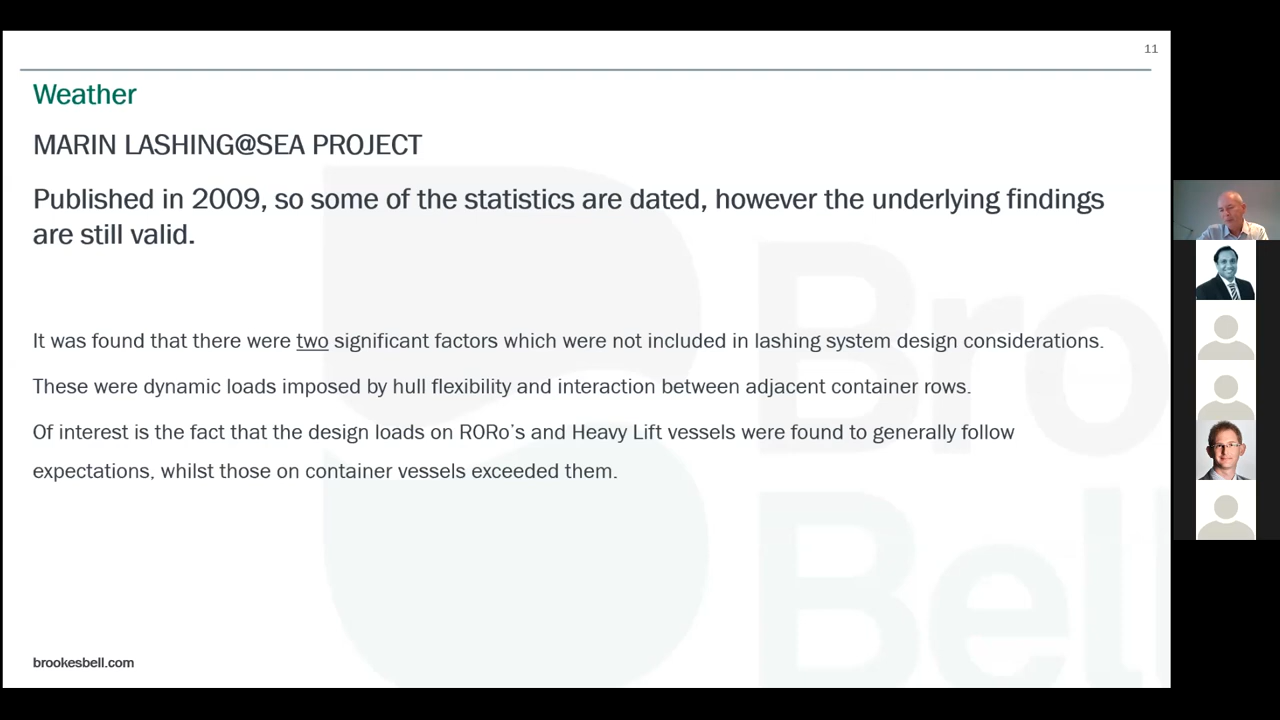 11
Weather
MARIN LASHING@SEA PROJECT
Published in 2009, so some of the statistics are dated, however the underlying findings
are still valid.
It was found that there were two significant factors which were not included in lashing system design considerations.
These were dynamic loads imposed by hull flexibility and interaction between adjacent container rows.
Of interest is the fact that the design loads on RORo's and Heavy Lift vessels were found to generally follow
expectations, whilst those on container vessels exceeded them.
Bro
Bell
brookesbell.com